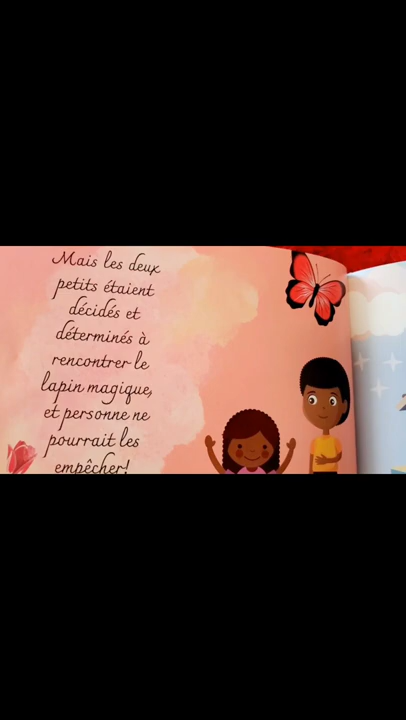 Mais les deux
petits étaient
décidés et
déterminés à
rencontrer le
lapin magique,
et personne ne
pourrait les
empêcher!